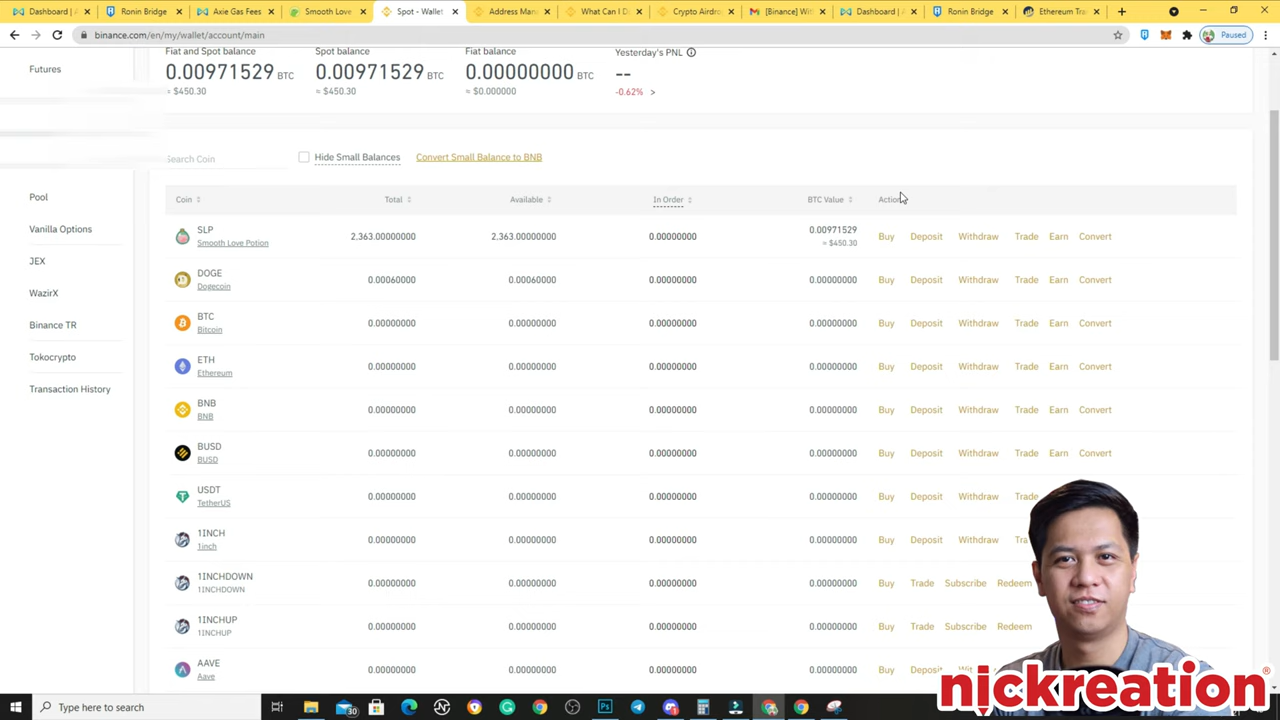 Dashboard | A
Ronin Bridge
Axie Gas Fees
Smooth Love
Spot - Wallet
Address Man
What Can I D
Crypto Airdro
[Binance] Wit
Dashboard | A
Ronin Bridge
Ethereum Tra
binance.com/en/my/wallet/account/main
Paused
Futures
Fiat and Spot balance
Spot balance
Fiat balance
Yesterday's PNL
0.00971529 BTC
0.00971529 BTC
0.00000000 BTC
--
≈ $450.30
≈ $450.30
≈ $0.000000
-0.62% >
Search Coin
Hide Small Balances
Convert Small Balance to BNB
Coin Total Available In Order BTC Value Action
SLP
Smooth Love Potion
2,363.00000000 2,363.00000000 0.00000000 0.00971529
≈ $450.30
Buy Deposit Withdraw Trade Earn Convert
DOGE
Dogecoin
0.00060000 0.00060000 0.00000000 0.00000000 Buy Deposit Withdraw Trade Earn Convert
BTC
Bitcoin
0.00000000 0.00000000 0.00000000 0.00000000 Buy Deposit Withdraw Trade Earn Convert
ETH
Ethereum
0.00000000 0.00000000 0.00000000 0.00000000 Buy Deposit Withdraw Trade Earn Convert
BNB
BNB
0.00000000 0.00000000 0.00000000 0.00000000 Buy Deposit Withdraw Trade Earn Convert
BUSD
BUSD
0.00000000 0.00000000 0.00000000 0.00000000 Buy Deposit Withdraw Trade Earn Convert
USDT
TetherUS
0.00000000 0.00000000 0.00000000 0.00000000 Buy Deposit Withdraw Trade
1INCH
1inch
0.00000000 0.00000000 0.00000000 0.00000000 Buy Deposit Withdraw Tra
1INCHDOWN
1INCHDOWN
0.00000000 0.00000000 0.00000000 0.00000000 Buy Trade Subscribe Redeem
1INCHUP
1INCHUP
0.00000000 0.00000000 0.00000000 0.00000000 Buy Trade Subscribe Redeem
AAVE
Aave
0.00000000 0.00000000 0.00000000 0.00000000 Buy Deposit
Pool
Vanilla Options
JEX
WazirX
Binance TR
Tokocrypto
Transaction History
nickreation®
Type here to search
30